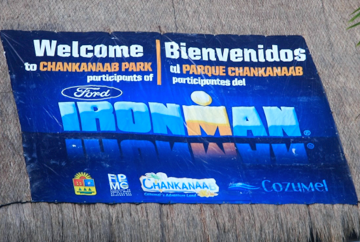 Welcome
to CHANKANAAB PARK
participants of
Bienvenidos
al PARQUE CHANKANAAB
participantes del
Ford
IRONMAN
CHANKANAAB
COZUMEL